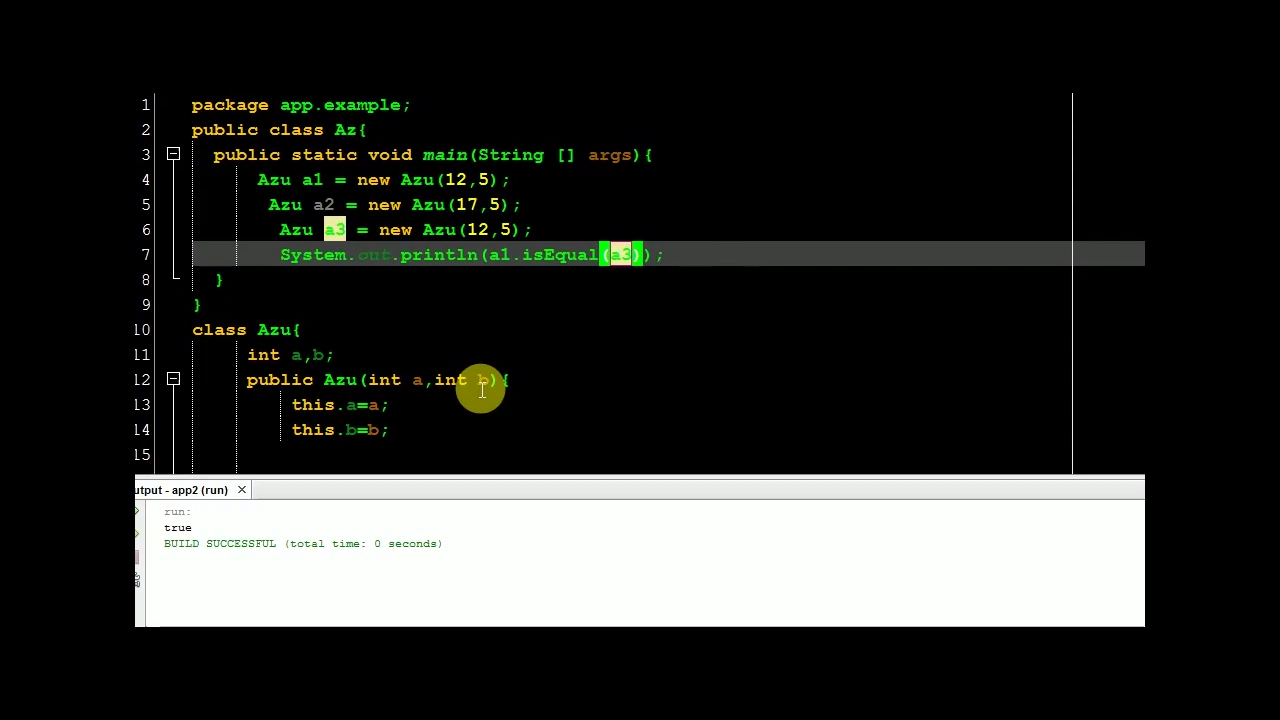 1 package app.example;
2 public class Az{
3 public static void main(String [] args){
4 Azu a1 = new Azu(12,5);
5 Azu a2 = new Azu(17,5);
6 Azu a3 = new Azu(12,5);
7 System.out.println(a1.isEqual(a3));
8 }
9 }
10 class Azu{
11 int a,b;
12 public Azu(int a,int b){
13 this.a=a;
14 this.b=b;
15
utput - app2 (run)
run:
true
BUILD SUCCESSFUL (total time: 0 seconds)